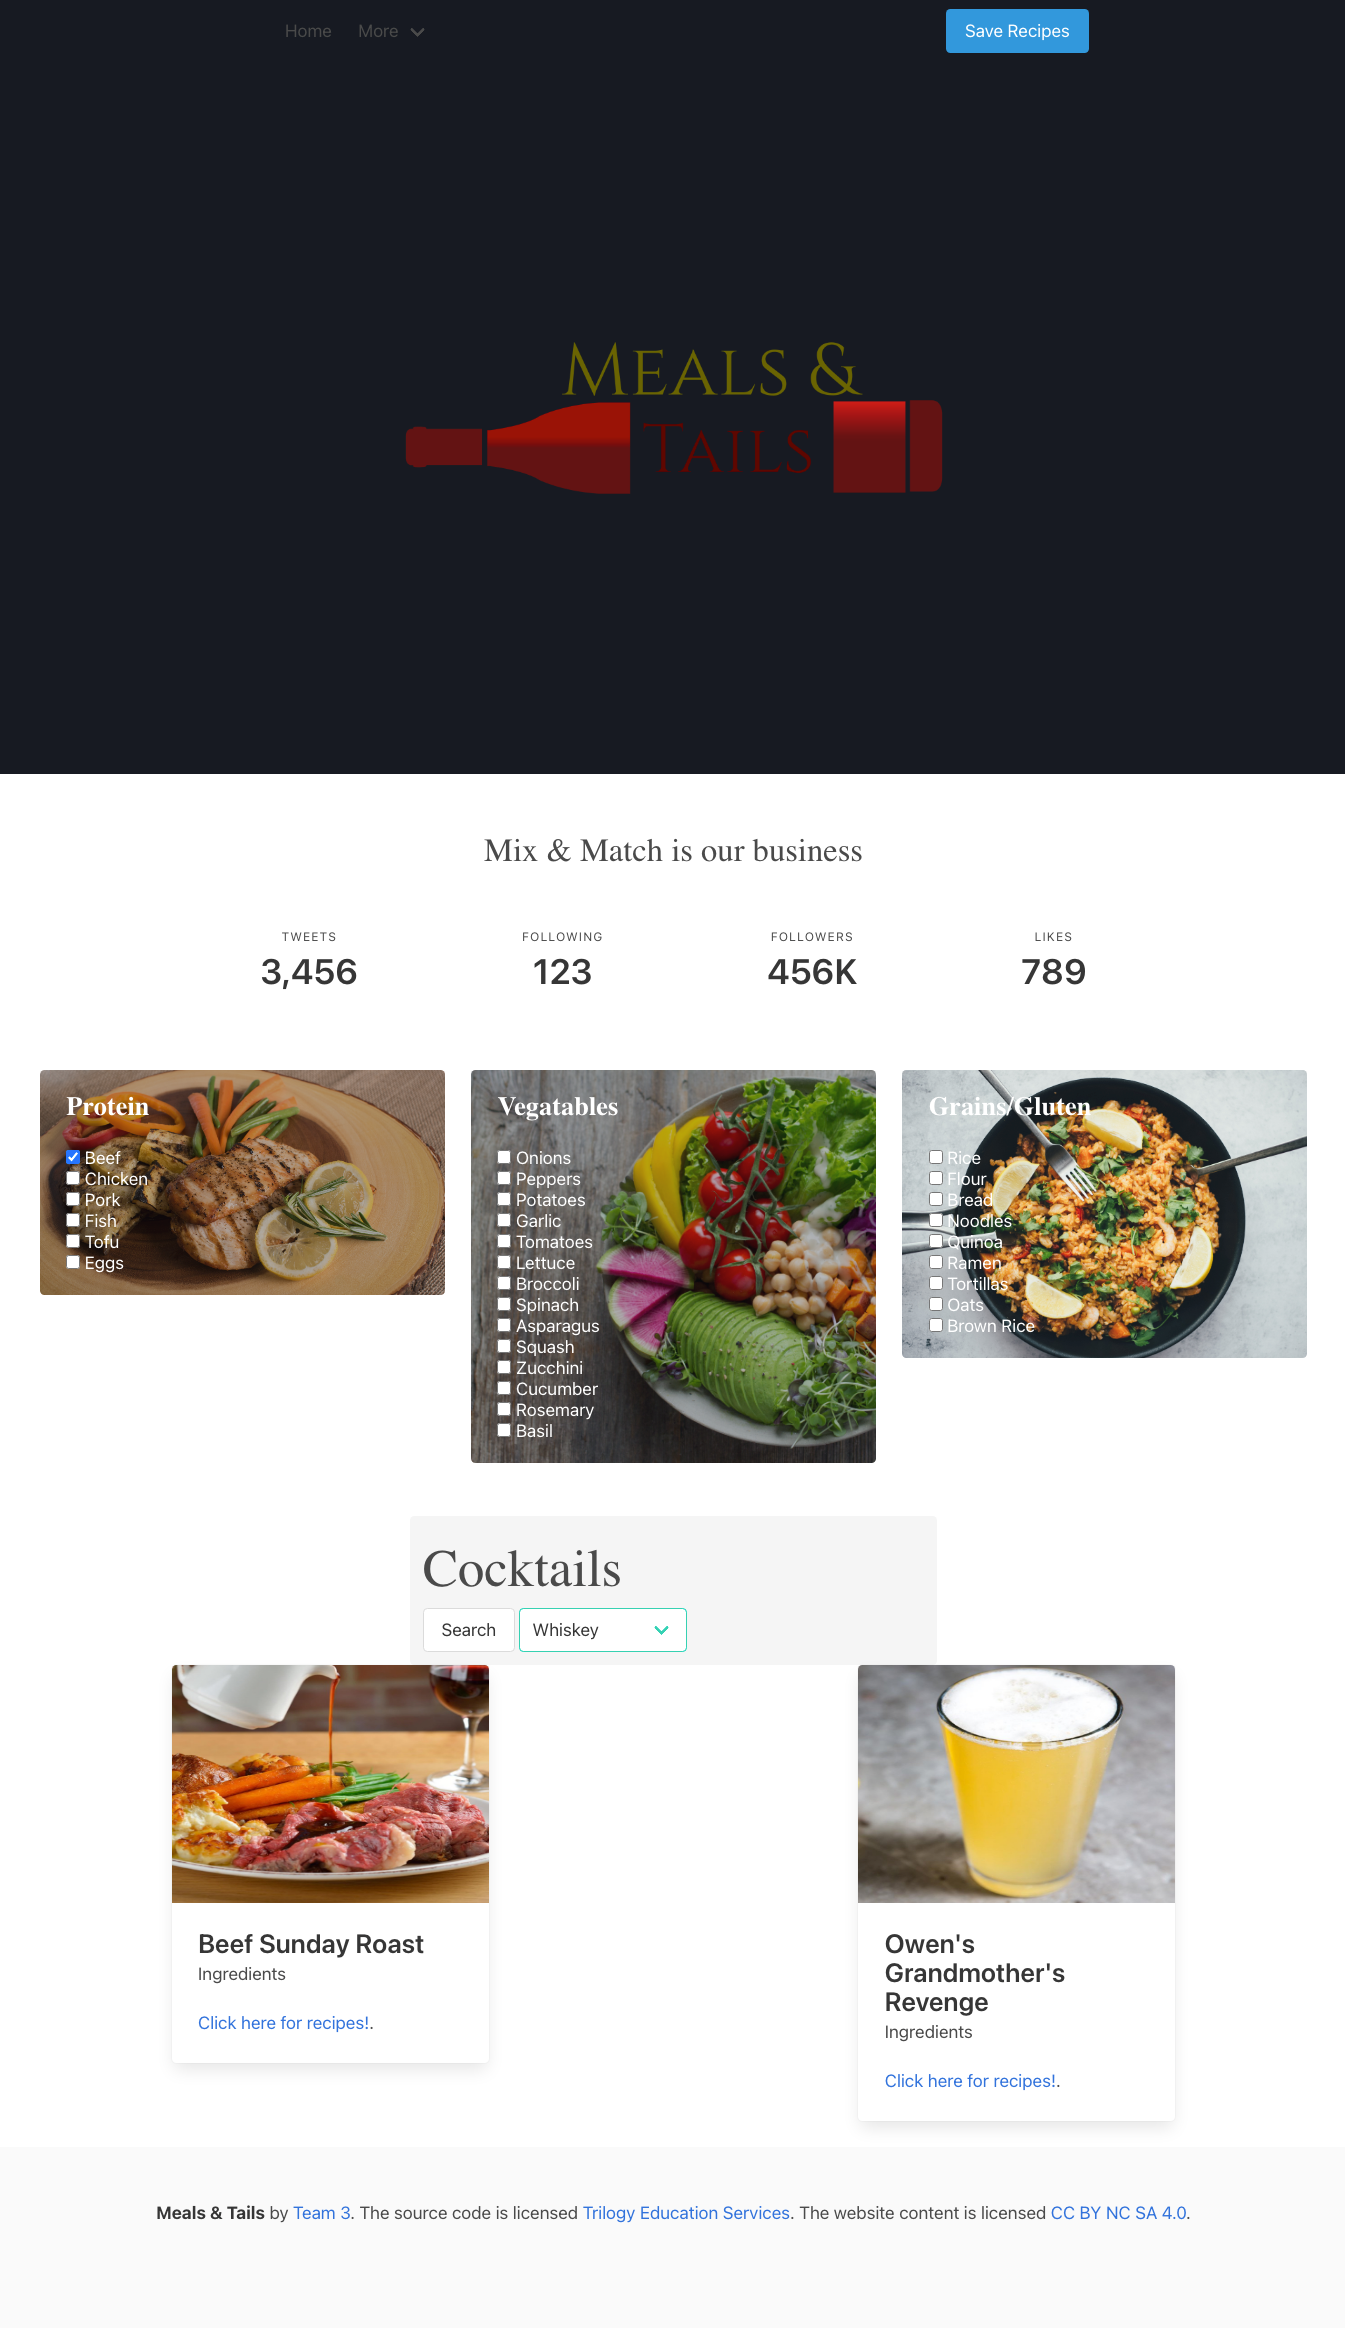 Home More Save Recipes
MEALS &
TAILS
Mix & Match is our business
TWEETS FOLLOWING FOLLOWERS LIKES
3,456 123 456K 789
Protein
Beef
Chicken
Pork
Fish
Tofu
Eggs
Vegatables
Onions
Peppers
Potatoes
Garlic
Tomatoes
Lettuce
Broccoli
Spinach
Asparagus
Squash
Zucchini
Cucumber
Rosemary
Basil
Grains/Gluten
Rice
Flour
Bread
Noodles
Quinoa
Ramen
Tortillas
Oats
Brown Rice
Cocktails
Search Whiskey
Beef Sunday Roast
Ingredients
Click here for recipes!.
Owen's
Grandmother's
Revenge
Ingredients
Click here for recipes!.
Meals & Tails by Team 3. The source code is licensed Trilogy Education Services. The website content is licensed CC BY NC SA 4.0.